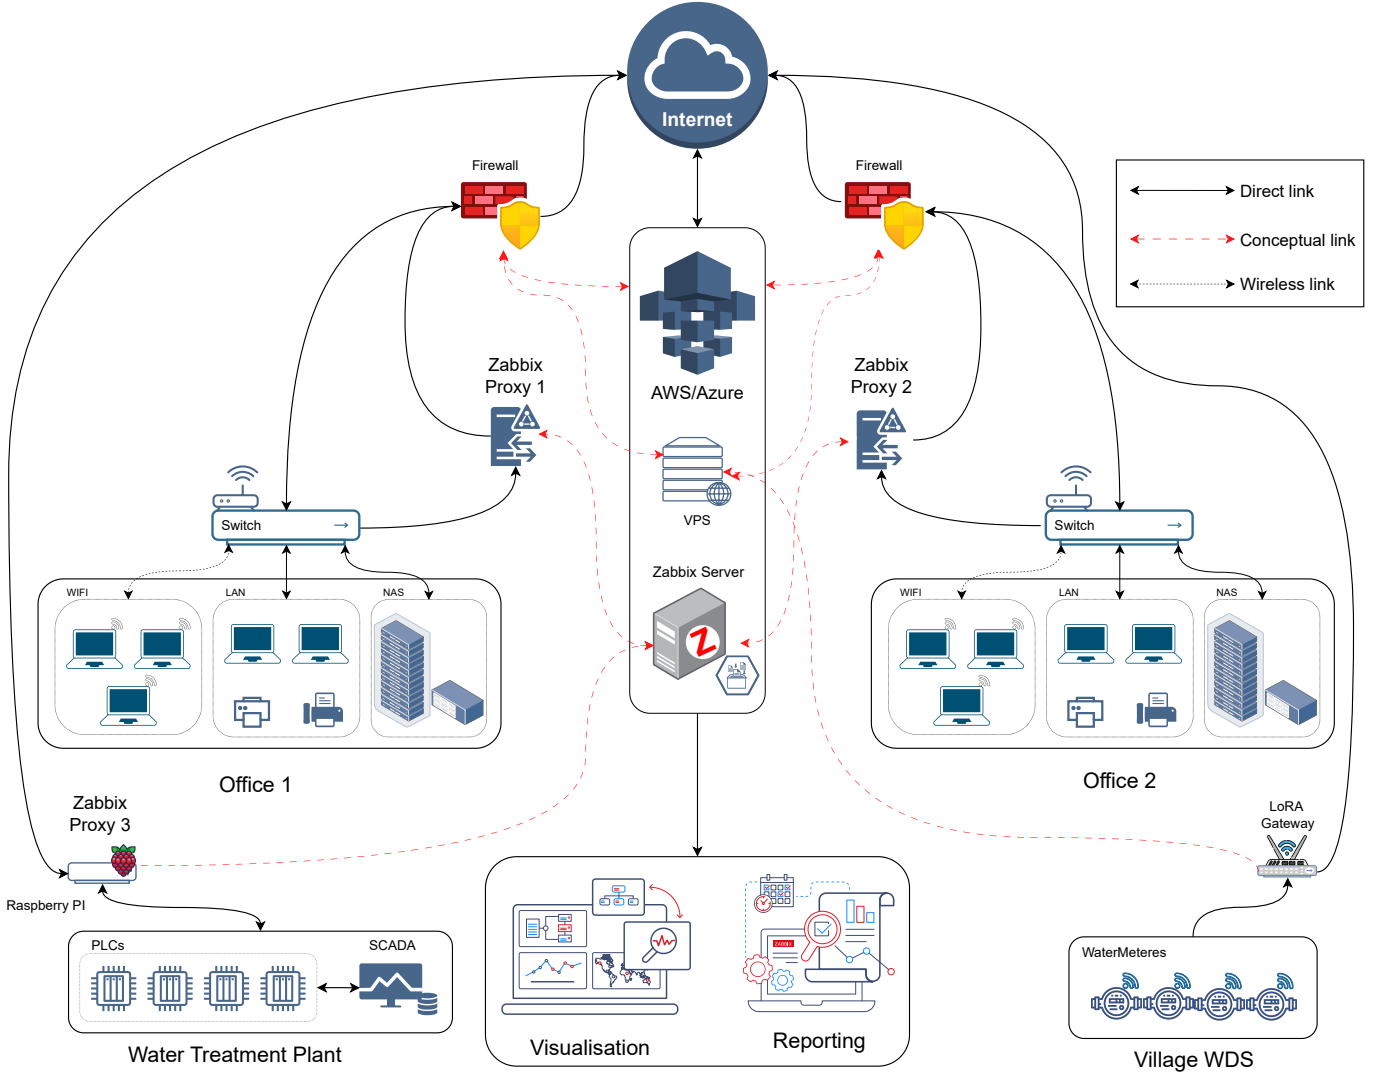 Internet
Firewall
Firewall
Direct link
Conceptual link
Wireless link
Zabbix
Proxy 1
AWS/Azure
Zabbix
Proxy 2
VPS
Switch
Switch
Zabbix Server
Z
WIFI
LAN
NAS
WIFI
LAN
NAS
Office 1
Office 2
Zabbix
Proxy 3
LoRA
Gateway
Raspberry PI
PLCs
SCADA
ZABBIX
WaterMeteres
Water Treatment Plant
Visualisation
Reporting
Village WDS